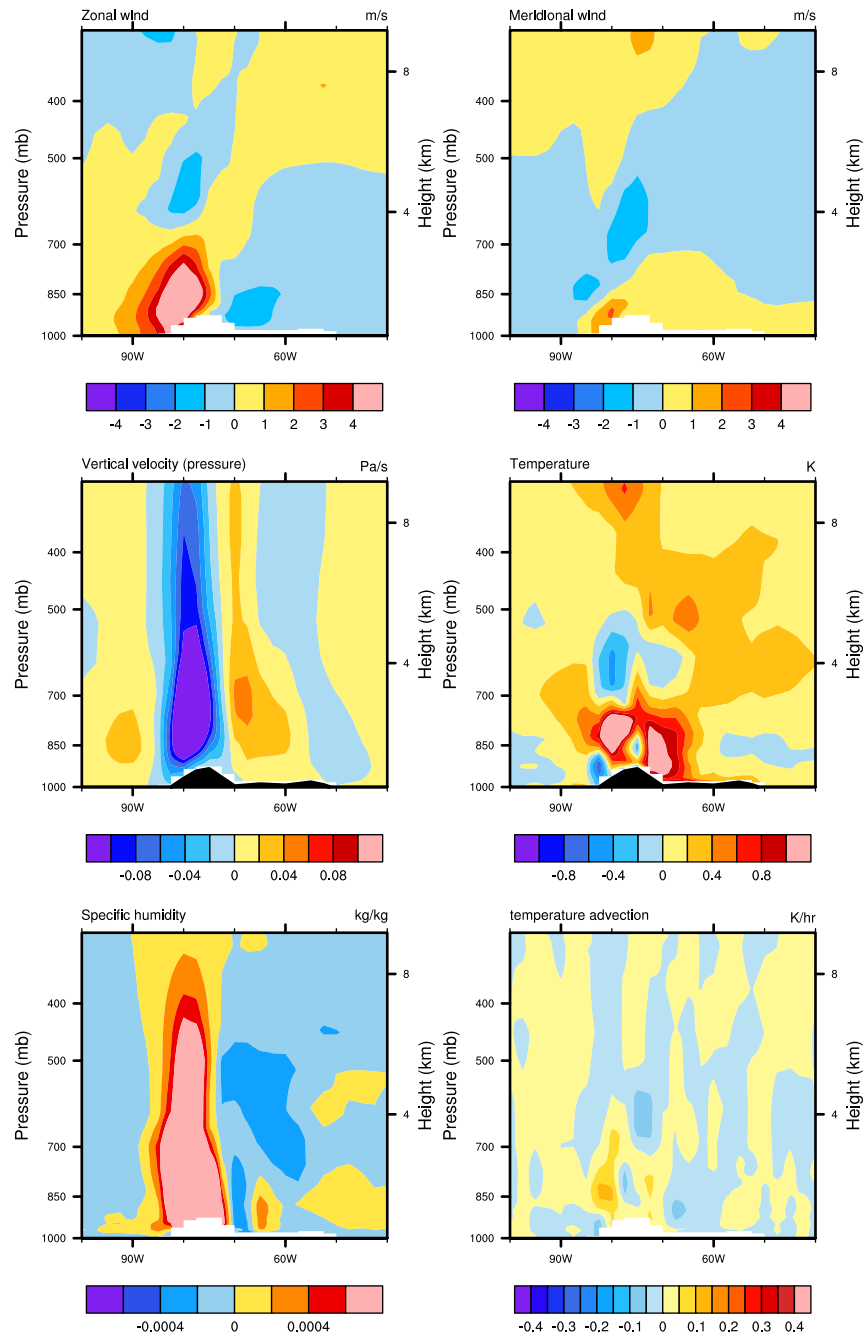 Zonal wind m/s
Pressure (mb)
400
500
700
850
1000
8
4
Height (km)
90W 60W
-4 -3 -2 -1 0 1 2 3 4
Meridional wind m/s
Pressure (mb)
400
500
700
850
1000
8
4
Height (km)
90W 60W
-4 -3 -2 -1 0 1 2 3 4
Vertical velocity (pressure) Pa/s
Pressure (mb)
400
500
700
850
1000
8
4
Height (km)
90W 60W
-0.08 -0.04 0 0.04 0.08
Temperature K
Pressure (mb)
400
500
700
850
1000
8
4
Height (km)
90W 60W
-0.8 -0.4 0 0.4 0.8
Specific humidity kg/kg
Pressure (mb)
400
500
700
850
1000
8
4
Height (km)
90W 60W
-0.0004 0 0.0004
temperature advection K/hr
Pressure (mb)
400
500
700
850
1000
8
4
Height (km)
90W 60W
-0.4 -0.3 -0.2 -0.1 0 0.1 0.2 0.3 0.4